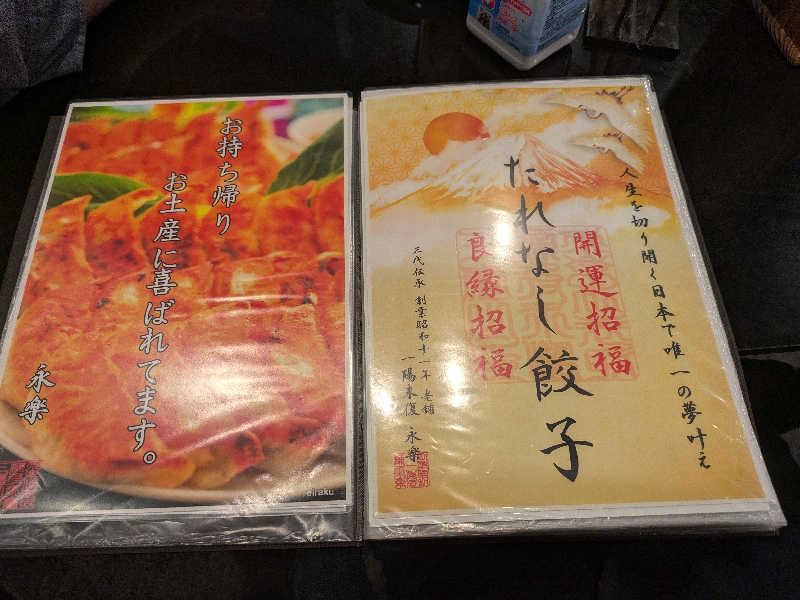 お持ち帰り
お土産に喜ばれてます。
永樂
eiraku
人生を切り開く日本で唯一の夢叶え
開運招福
たれなし餃子
良縁招福
三代伝承 創業昭和十一年 老舗
一陽来復 永樂